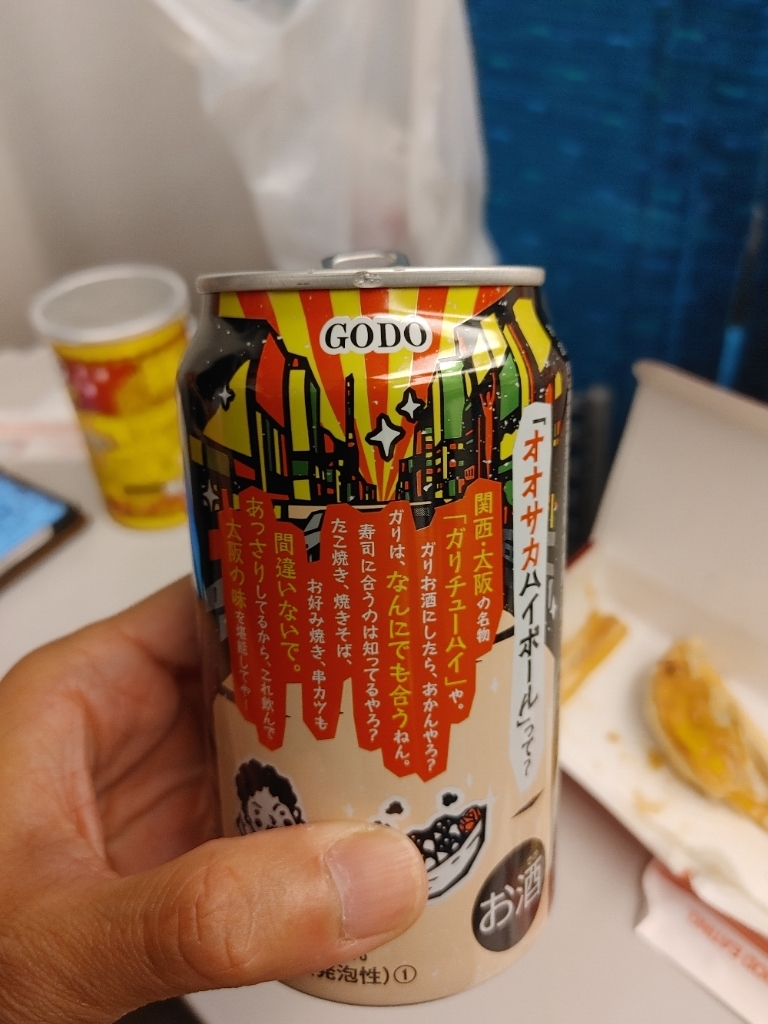 GODO
「オオサカハイボール」って?
関西・大阪の名物
「ガリチューハイ」や。
ガリお酒にしたら、あかんやろ?
ガリは、なんにでも合うねん。
寿司に合うのは知ってるやろ?
たこ焼き、焼きそば、
お好み焼き、串カツも
間違いないで。
あっさりしてるから、これ飲んで
大阪の味を堪能してや!
お酒
発泡性)①